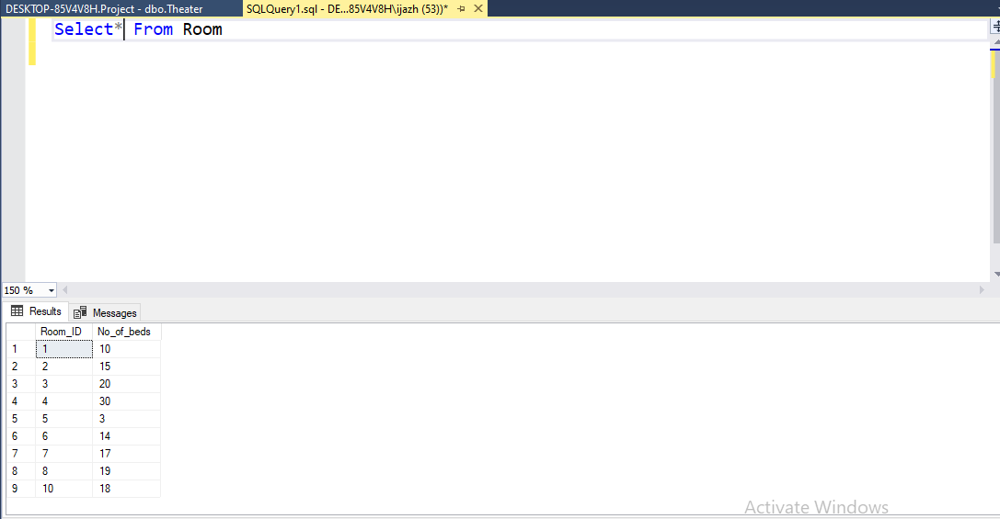 DESKTOP-85V4V8H.Project - dbo.Theater SQLQuery1.sql - DE...85V4V8H\ijazh (53))*
Select* From Room
150 %
Results Messages
Room_ID No_of_beds
1 1 10
2 2 15
3 3 20
4 4 30
5 5 3
6 6 14
7 7 17
8 8 19
9 10 18
Activate Windows